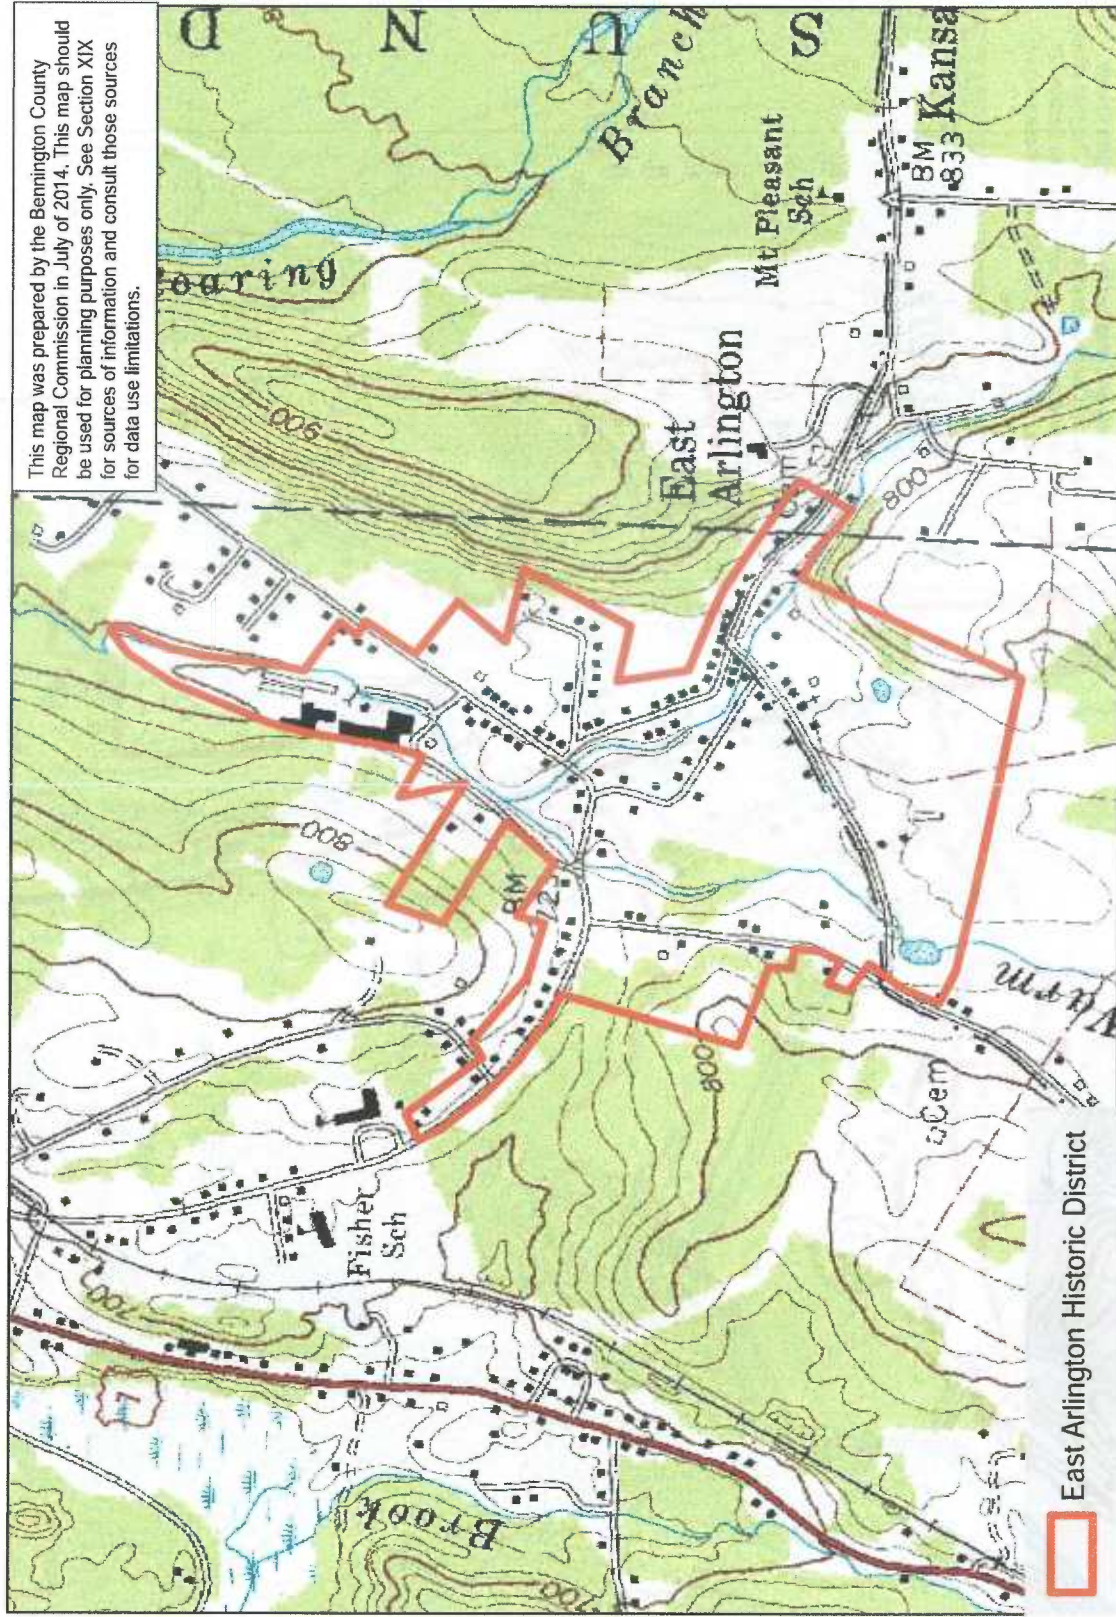 This map was prepared by the Bennington County
Regional Commission in July of 2014. This map should
be used for planning purposes only. See Section XIX
for sources of information and consult those sources
for data use limitations.
S U N D
Branch
Kansa
BM
833
Mt Pleasant
Sch
East
Arlington
Cem
900
800
800
BM
800
Cem
Fisher
Sch
700
7
Brook
700
East Arlington Historic District